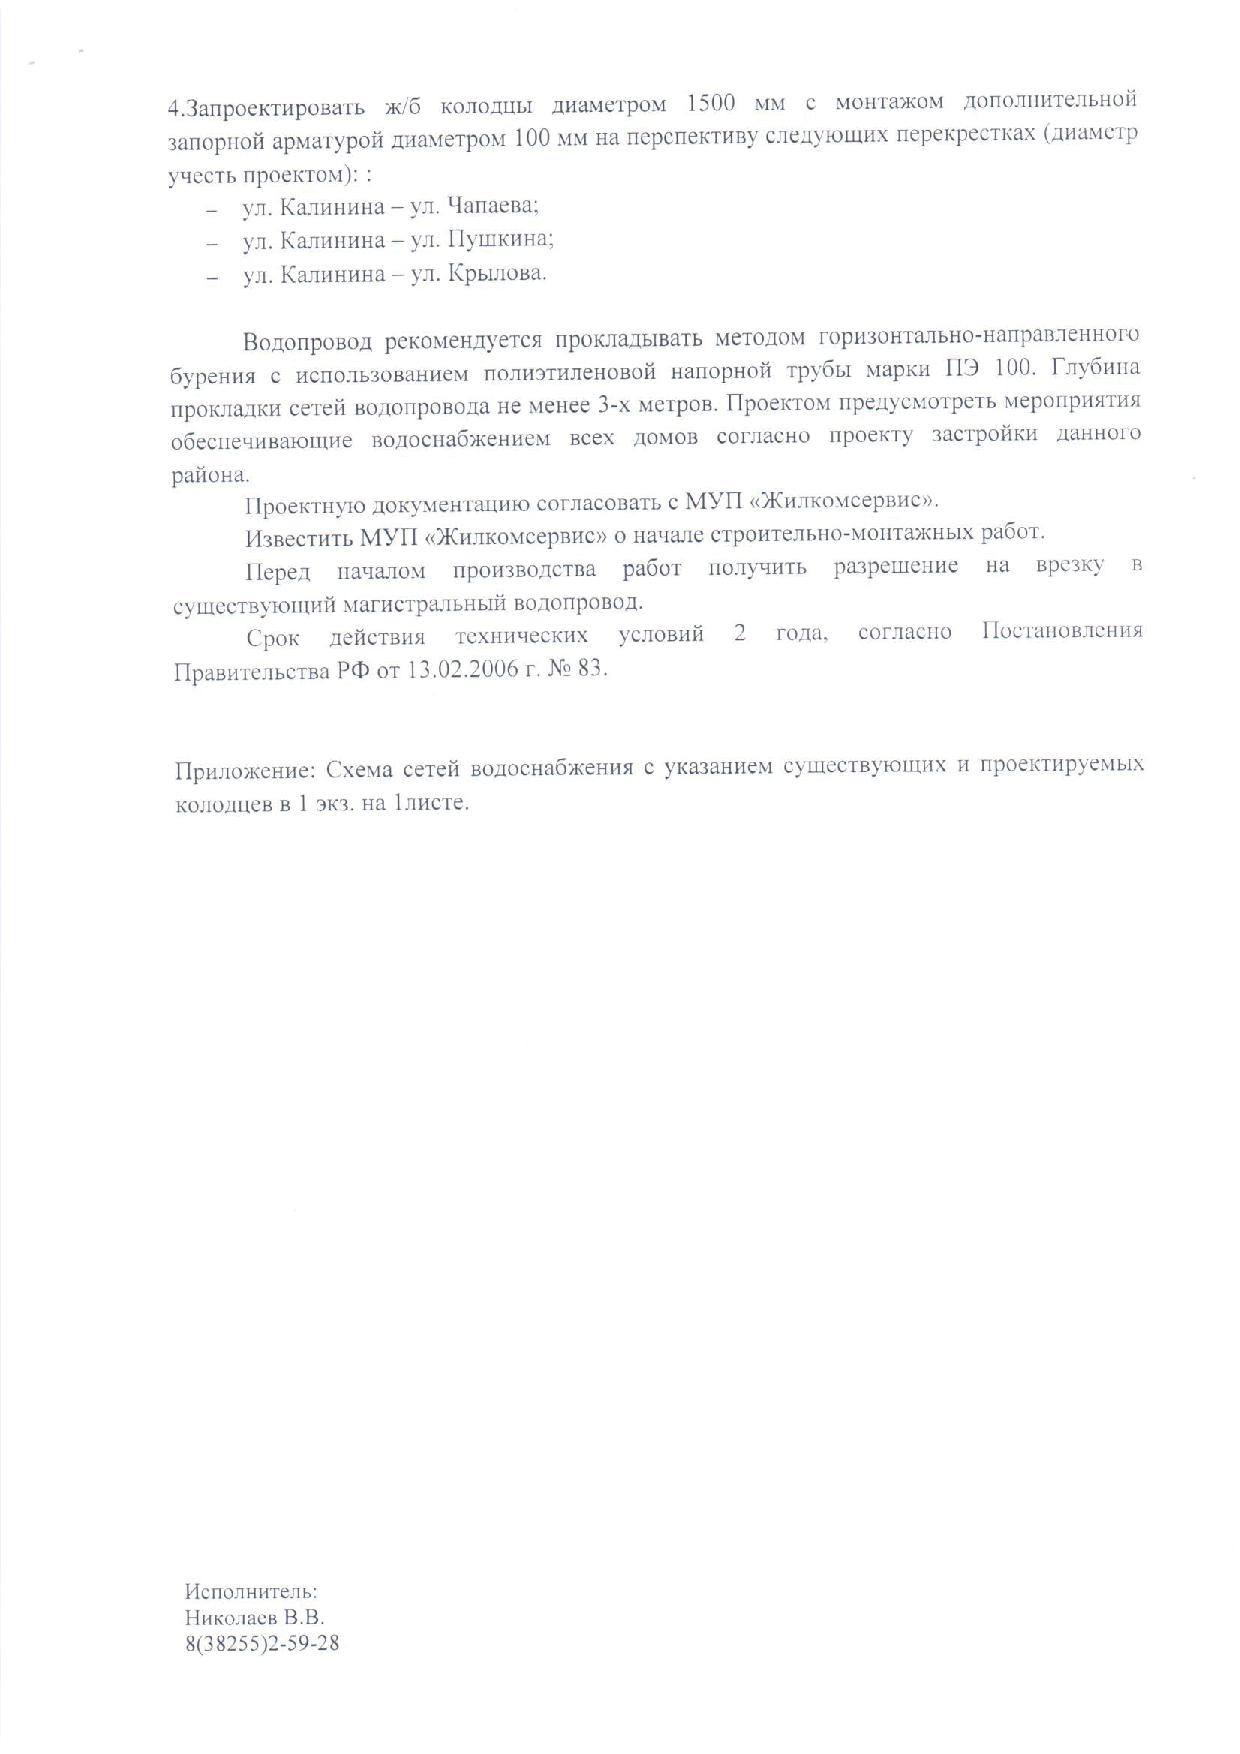 4.Запроектировать ж/б колодцы диаметром 1500 мм с монтажом дополнительной
запорной арматурой диаметром 100 мм на перспективу следующих перекрестках (диаметр
учесть проектом): :
– ул. Калинина – ул. Чапаева;
– ул. Калинина – ул. Пушкина;
– ул. Калинина – ул. Крылова.
Водопровод рекомендуется прокладывать методом горизонтально-направленного
бурения с использованием полиэтиленовой напорной трубы марки ПЭ 100. Глубина
прокладки сетей водопровода не менее 3-х метров. Проектом предусмотреть мероприятия
обеспечивающие водоснабжением всех домов согласно проекту застройки данного
района.
Проектную документацию согласовать с МУП «Жилкомсервис».
Известить МУП «Жилкомсервис» о начале строительно-монтажных работ.
Перед началом производства работ получить разрешение на врезку в
существующий магистральный водопровод.
Срок действия технических условий 2 года, согласно Постановления
Правительства РФ от 13.02.2006 г. № 83.
Приложение: Схема сетей водоснабжения с указанием существующих и проектируемых
колодцев в 1 экз. на 1листе.
Исполнитель:
Николаев В.В.
8(38255)2-59-28